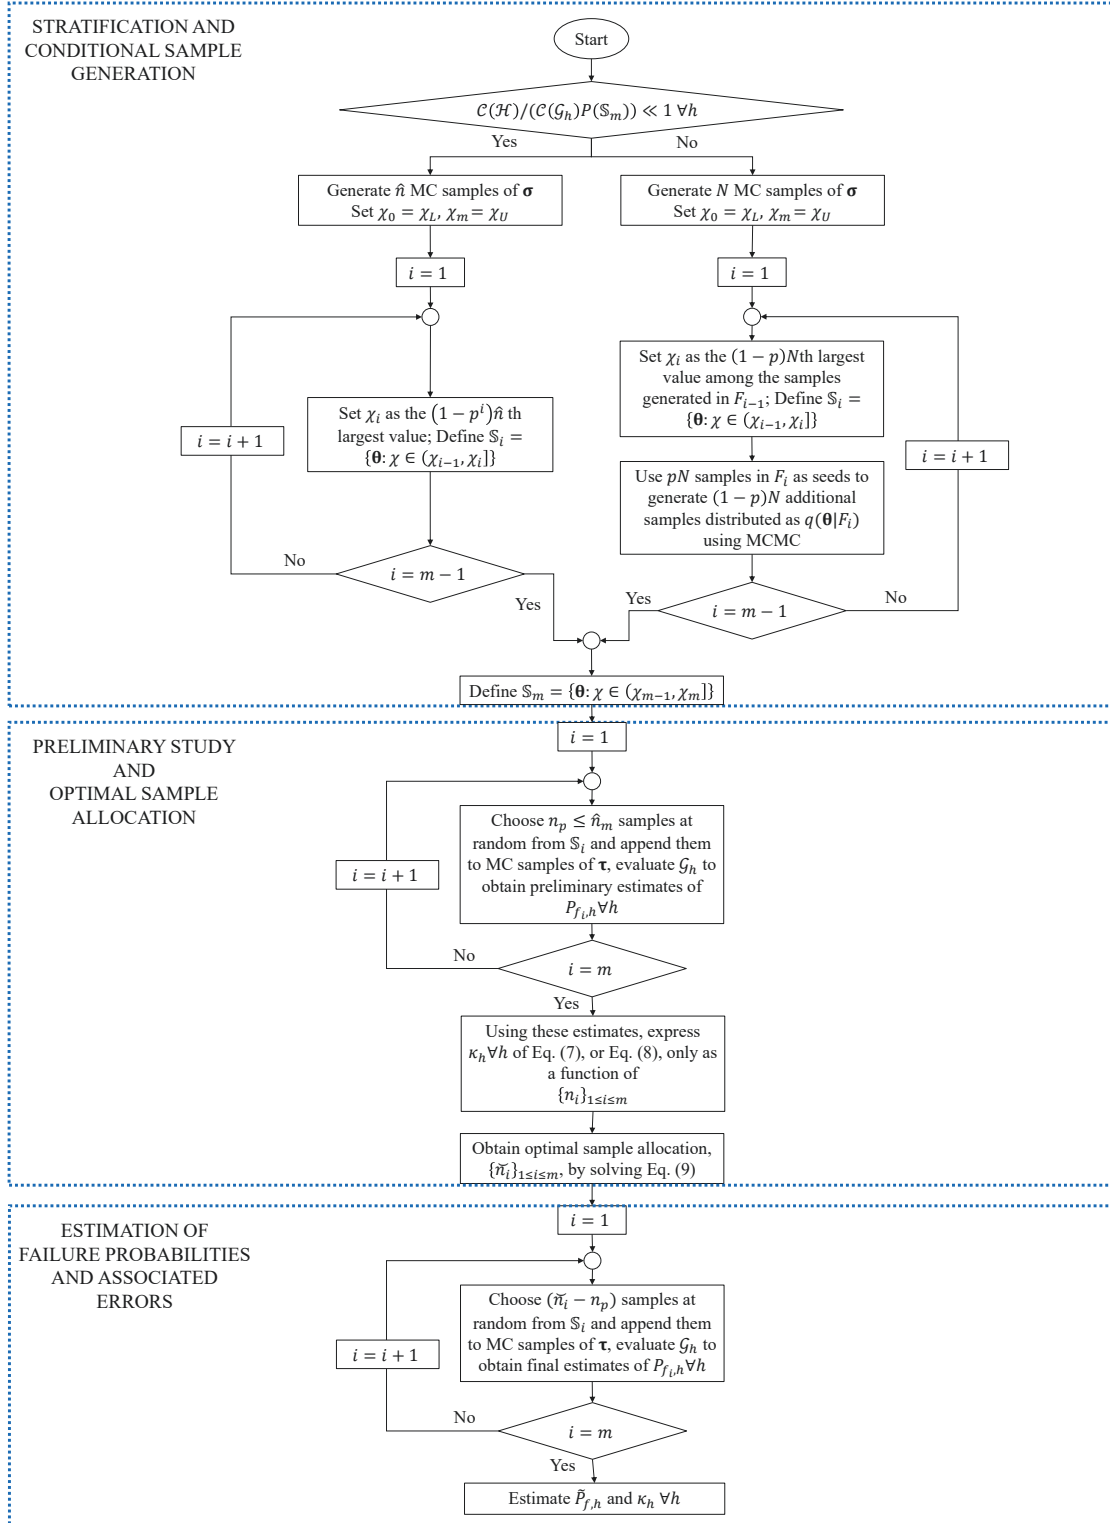 STRATIFICATION AND
CONDITIONAL SAMPLE
GENERATION
Start
𝒞(ℋ)/(𝒞(𝒢_h)P(𝕊_m)) ≪ 1 ∀h
Yes
No
Generate n̂ MC samples of 𝛔
Set χ_0 = χ_L, χ_m = χ_U
Generate N MC samples of 𝛔
Set χ_0 = χ_L, χ_m = χ_U
i = 1
i = 1
Set χ_i as the (1 − p^i)n̂ th
largest value; Define 𝕊_i =
{𝛉: χ ∈ (χ_{i−1}, χ_i]}
i = i + 1
Set χ_i as the (1 − p)Nth largest
value among the samples
generated in F_{i−1}; Define 𝕊_i =
{𝛉: χ ∈ (χ_{i−1}, χ_i]}
i = i + 1
Use pN samples in F_i as seeds to
generate (1 − p)N additional
samples distributed as q(𝛉|F_i)
using MCMC
No
i = m − 1
Yes
Yes
i = m − 1
No
Define 𝕊_m = {𝛉: χ ∈ (χ_{m−1}, χ_m]}
PRELIMINARY STUDY
AND
OPTIMAL SAMPLE
ALLOCATION
i = 1
Choose n_p ≤ n̂_m samples at
random from 𝕊_i and append them
to MC samples of 𝛕, evaluate 𝒢_h to
obtain preliminary estimates of
P_{f_i,h}∀h
i = i + 1
No
i = m
Yes
Using these estimates, express
κ_h∀h of Eq. (7), or Eq. (8), only as
a function of
{n_i}_{1≤i≤m}
Obtain optimal sample allocation,
{n̆_i}_{1≤i≤m}, by solving Eq. (9)
ESTIMATION OF
FAILURE PROBABILITIES
AND ASSOCIATED
ERRORS
i = 1
Choose (n̆_i − n_p) samples at
random from 𝕊_i and append them
to MC samples of 𝛕, evaluate 𝒢_h to
obtain final estimates of P_{f_i,h}∀h
i = i + 1
No
i = m
Yes
Estimate P̃_{f,h} and κ_h ∀h